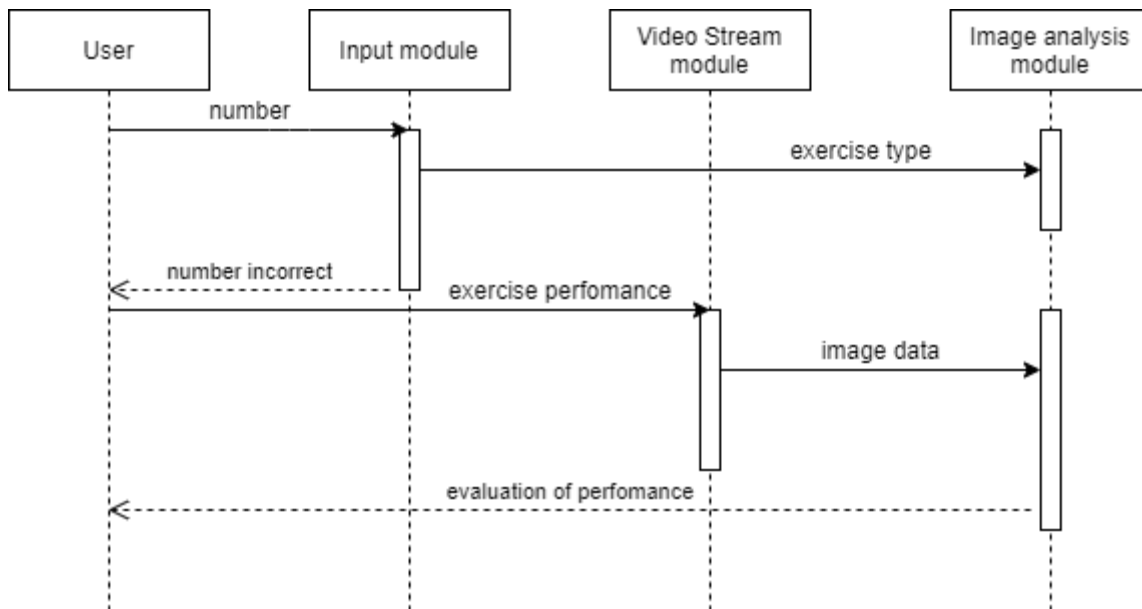 User
Input module
Video Stream
module
Image analysis
module
number
exercise type
number incorrect
exercise perfomance
image data
evaluation of perfomance